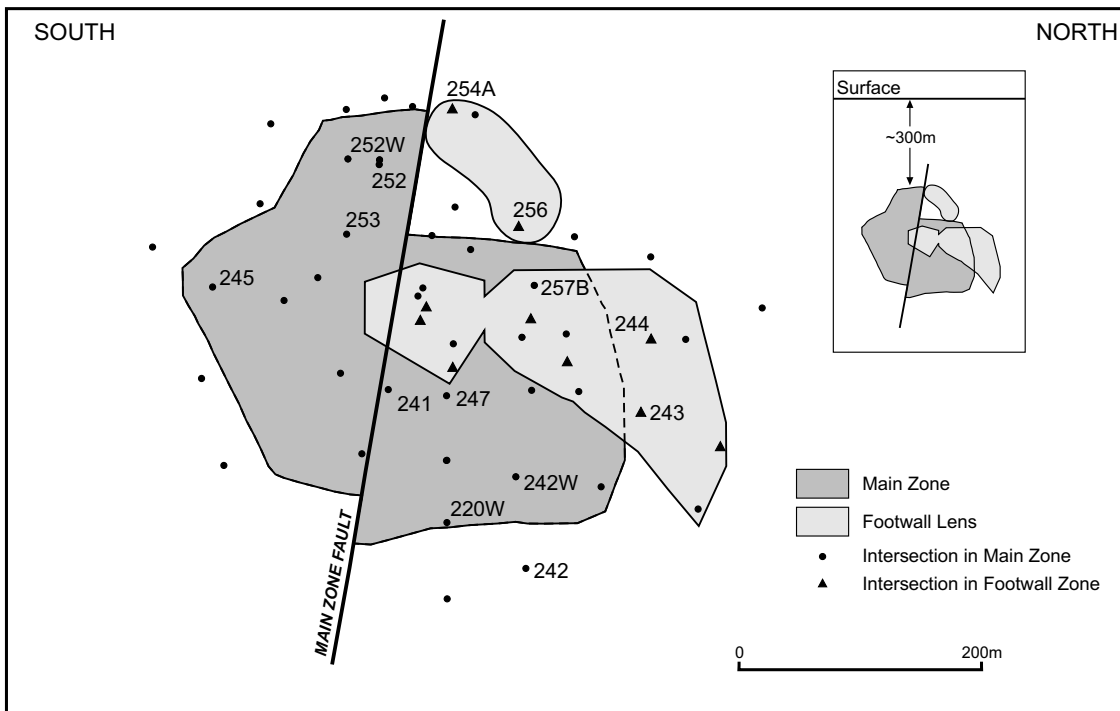 SOUTH
NORTH
254A
Surface
~300m
252W
252
256
253
245
257B
244
241
247
243
242W
220W
242
MAIN ZONE FAULT
Main Zone
Footwall Lens
Intersection in Main Zone
Intersection in Footwall Zone
0
200m